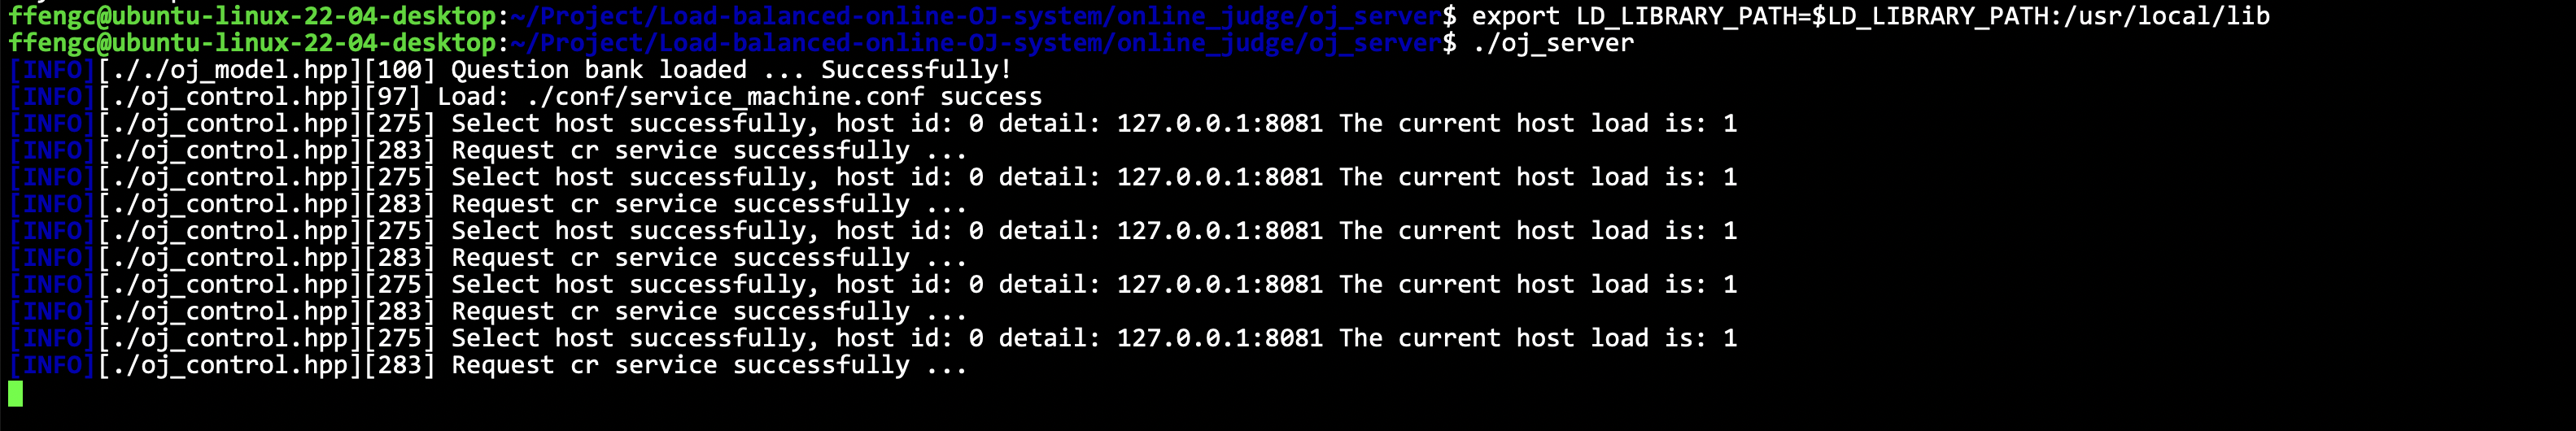 ffengc@ubuntu-linux-22-04-desktop:~/Project/Load-balanced-online-OJ-system/online_judge/oj_server$ export LD_LIBRARY_PATH=$LD_LIBRARY_PATH:/usr/local/lib
ffengc@ubuntu-linux-22-04-desktop:~/Project/Load-balanced-online-OJ-system/online_judge/oj_server$ ./oj_server
[INFO][././oj_model.hpp][100] Question bank loaded ... Successfully!
[INFO][./oj_control.hpp][97] Load: ./conf/service_machine.conf success
[INFO][./oj_control.hpp][275] Select host successfully, host id: 0 detail: 127.0.0.1:8081 The current host load is: 1
[INFO][./oj_control.hpp][283] Request cr service successfully ...
[INFO][./oj_control.hpp][275] Select host successfully, host id: 0 detail: 127.0.0.1:8081 The current host load is: 1
[INFO][./oj_control.hpp][283] Request cr service successfully ...
[INFO][./oj_control.hpp][275] Select host successfully, host id: 0 detail: 127.0.0.1:8081 The current host load is: 1
[INFO][./oj_control.hpp][283] Request cr service successfully ...
[INFO][./oj_control.hpp][275] Select host successfully, host id: 0 detail: 127.0.0.1:8081 The current host load is: 1
[INFO][./oj_control.hpp][283] Request cr service successfully ...
[INFO][./oj_control.hpp][275] Select host successfully, host id: 0 detail: 127.0.0.1:8081 The current host load is: 1
[INFO][./oj_control.hpp][283] Request cr service successfully ...